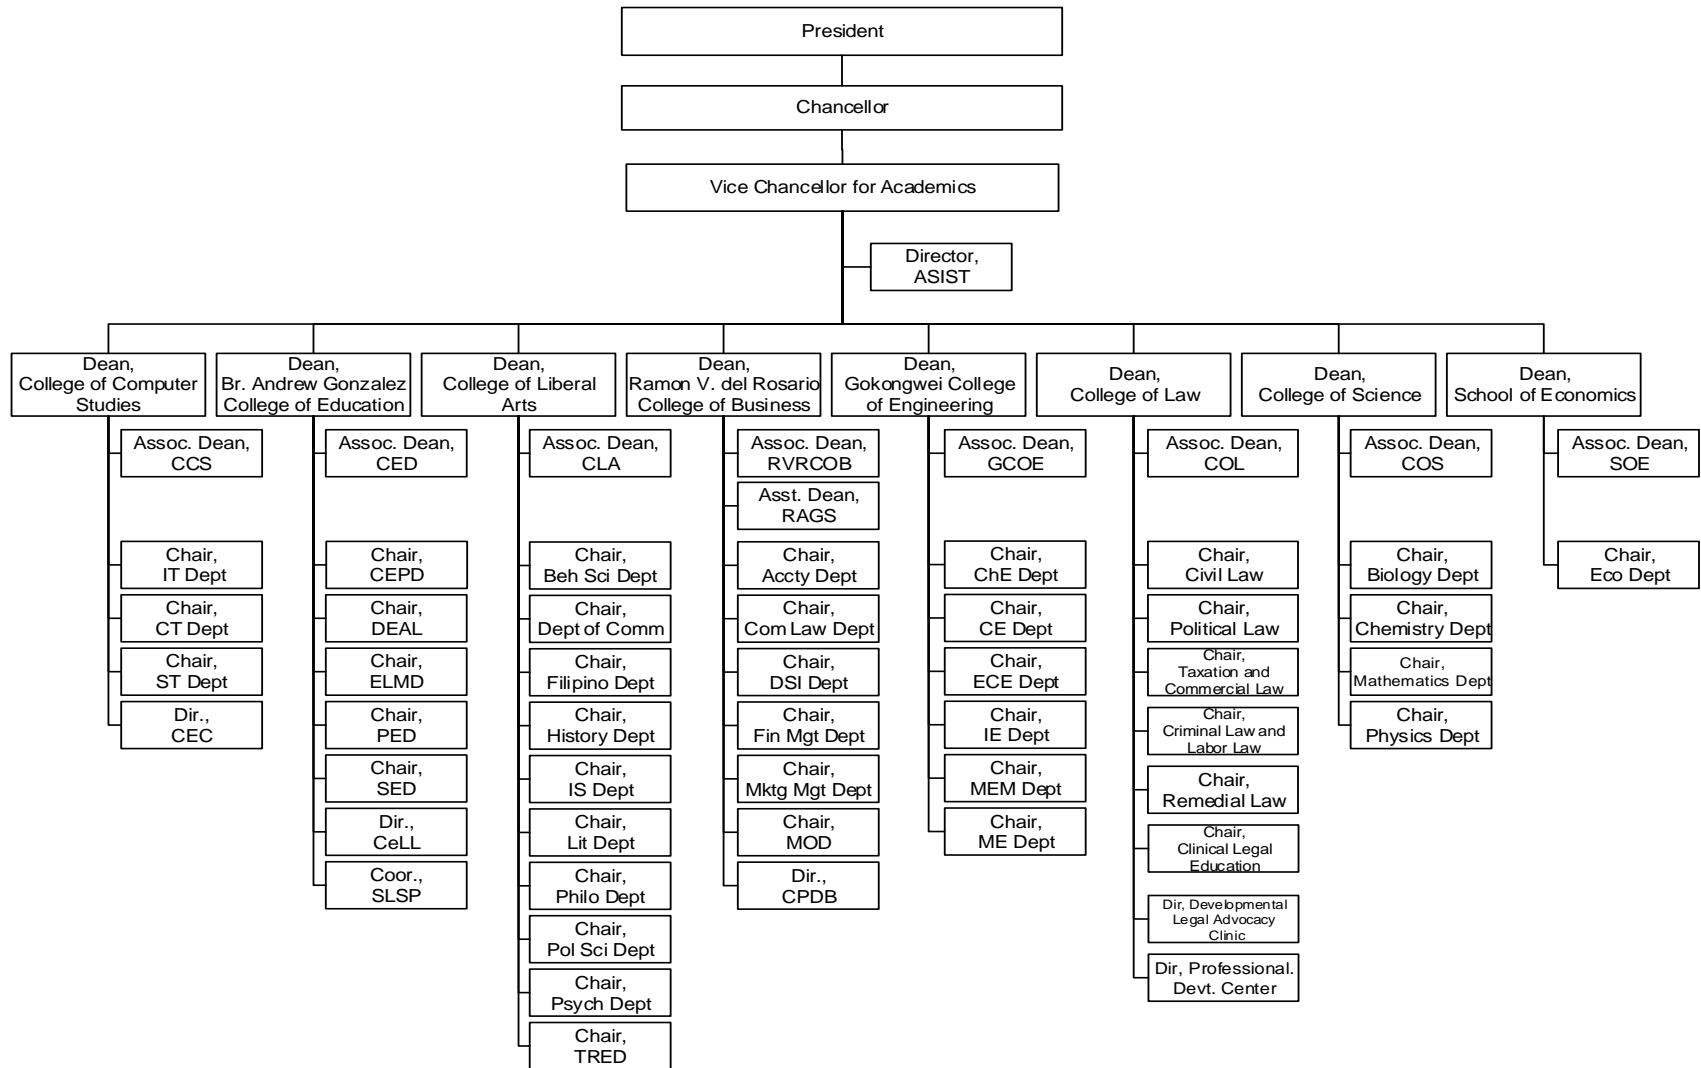 President
Chancellor
Vice Chancellor for Academics
Director,
ASIST
Dean,
College of Computer
Studies
Dean,
Br. Andrew Gonzalez
College of Education
Dean,
College of Liberal
Arts
Dean,
Ramon V. del Rosario
College of Business
Dean,
Gokongwei College
of Engineering
Dean,
College of Law
Dean,
College of Science
Dean,
School of Economics
Assoc. Dean,
CCS
Chair,
IT Dept
Chair,
CT Dept
Chair,
ST Dept
Dir.,
CEC
Assoc. Dean,
CED
Chair,
CEPD
Chair,
DEAL
Chair,
ELMD
Chair,
PED
Chair,
SED
Dir.,
CeLL
Coor.,
SLSP
Assoc. Dean,
CLA
Chair,
Beh Sci Dept
Chair,
Dept of Comm
Chair,
Filipino Dept
Chair,
History Dept
Chair,
IS Dept
Chair,
Lit Dept
Chair,
Philo Dept
Chair,
Pol Sci Dept
Chair,
Psych Dept
Chair,
TRED
Assoc. Dean,
RVRCOB
Asst. Dean,
RAGS
Chair,
Accty Dept
Chair,
Com Law Dept
Chair,
DSI Dept
Chair,
Fin Mgt Dept
Chair,
Mktg Mgt Dept
Chair,
MOD
Dir.,
CPDB
Assoc. Dean,
GCOE
Chair,
ChE Dept
Chair,
CE Dept
Chair,
ECE Dept
Chair,
IE Dept
Chair,
MEM Dept
Chair,
ME Dept
Assoc. Dean,
COL
Chair,
Civil Law
Chair,
Political Law
Chair,
Taxation and
Commercial Law
Chair,
Criminal Law and
Labor Law
Chair,
Remedial Law
Chair,
Clinical Legal
Education
Dir, Developmental
Legal Advocacy
Clinic
Dir, Professional.
Devt. Center
Assoc. Dean,
COS
Chair,
Biology Dept
Chair,
Chemistry Dept
Chair,
Mathematics Dept
Chair,
Physics Dept
Assoc. Dean,
SOE
Chair,
Eco Dept